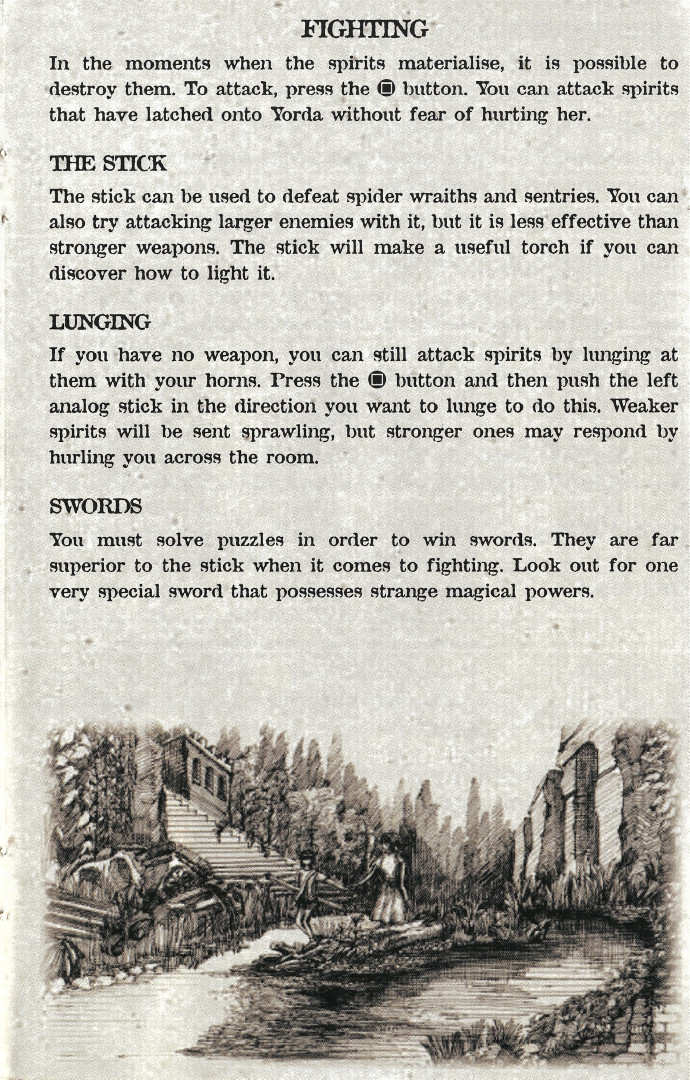 FIGHTING
In the moments when the spirits materialise, it is possible to
destroy them. To attack, press the ■ button. You can attack spirits
that have latched onto Yorda without fear of hurting her.
THE STICK
The stick can be used to defeat spider wraiths and sentries. You can
also try attacking larger enemies with it, but it is less effective than
stronger weapons. The stick will make a useful torch if you can
discover how to light it.
LUNGING
If you have no weapon, you can still attack spirits by lunging at
them with your horns. Press the ■ button and then push the left
analog stick in the direction you want to lunge to do this. Weaker
spirits will be sent sprawling, but stronger ones may respond by
hurling you across the room.
SWORDS
You must solve puzzles in order to win swords. They are far
superior to the stick when it comes to fighting. Look out for one
very special sword that possesses strange magical powers.